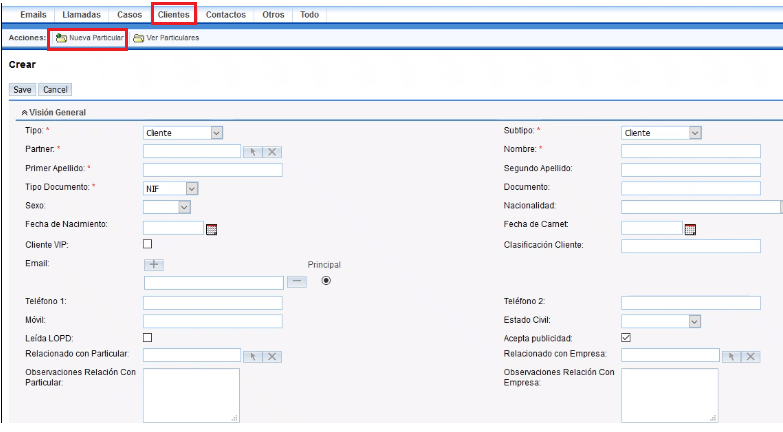 Emails Llamadas Casos Clientes Contactos Otros Todo
Acciones: Nueva Particular Ver Particulares
Crear
Save Cancel
Visión General
Tipo: * Cliente Subtipo: * Cliente
Partner: * Nombre: *
Primer Apellido: * Segundo Apellido:
Tipo Documento: * NIF Documento:
Sexo: Nacionalidad:
Fecha de Nacimiento: Fecha de Carnet:
Cliente VIP: Clasificación Cliente:
Email: Principal
Teléfono 1: Teléfono 2:
Móvil: Estado Civil:
Leída LOPD: Acepta publicidad:
Relacionado con Particular: Relacionado con Empresa:
Observaciones Relación Con Observaciones Relación Con
Particular: Empresa: